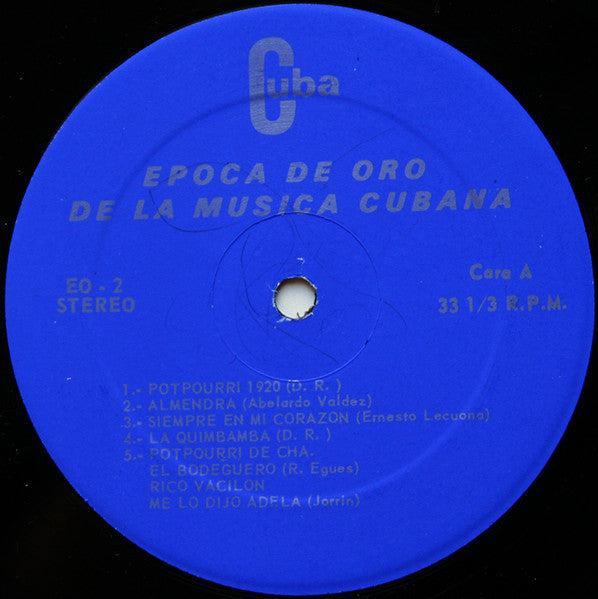 Cuba
EPOCA DE ORO
DE LA MUSICA CUBANA
EO - 2
STEREO
Cara A
33 1/3 R.P.M.
1.- POTPOURRI 1920 (D. R. )
2.- ALMENDRA (Abelardo Valdez)
3.- SIEMPRE EN MI CORAZON (Ernesto Lecuona)
4.- LA QUIMBAMBA (D. R. )
5.- POTPOURRI DE CHA.
EL BODEGUERO (R. Egues)
RICO VACILON
ME LO DIJO ADELA (Jorrin)